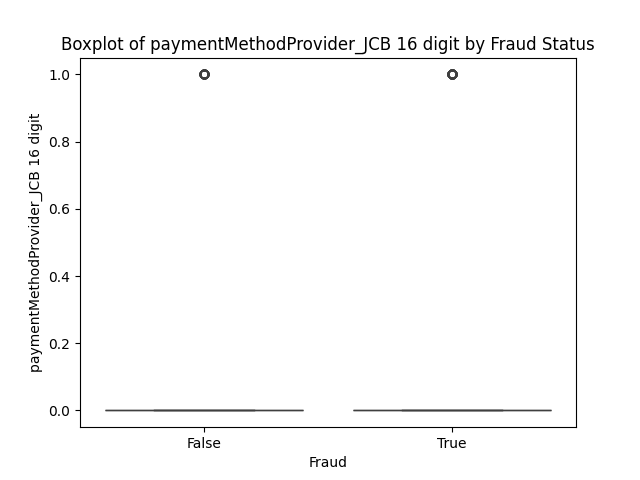 Boxplot of paymentMethodProvider_JCB 16 digit by Fraud Status
paymentMethodProvider_JCB 16 digit
1.0
0.8
0.6
0.4
0.2
0.0
False
True
Fraud